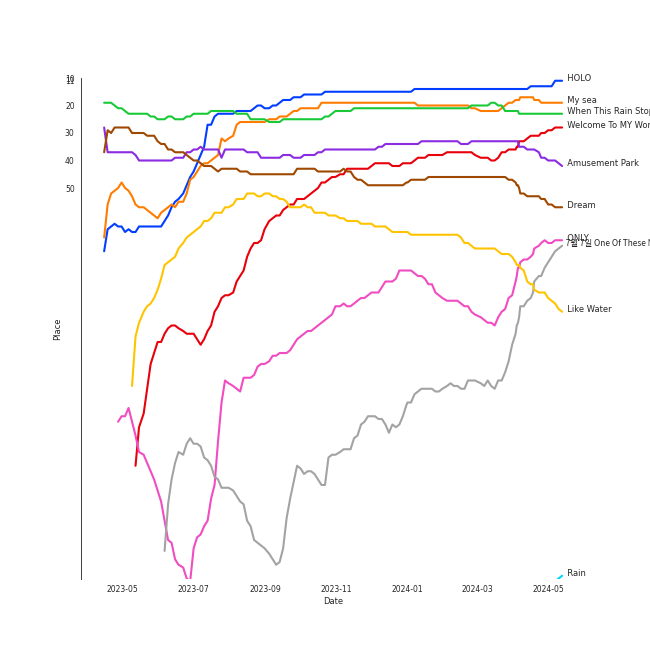 10
11
20
30
40
50
Place
HOLO
My sea
When This Rain Stop
Welcome To MY Wor
Amusement Park
Dream
ONLY
One Of These N
Like Water
Rain
2023-05
2023-07
2023-09
2023-11
2024-01
2024-03
2024-05
Date